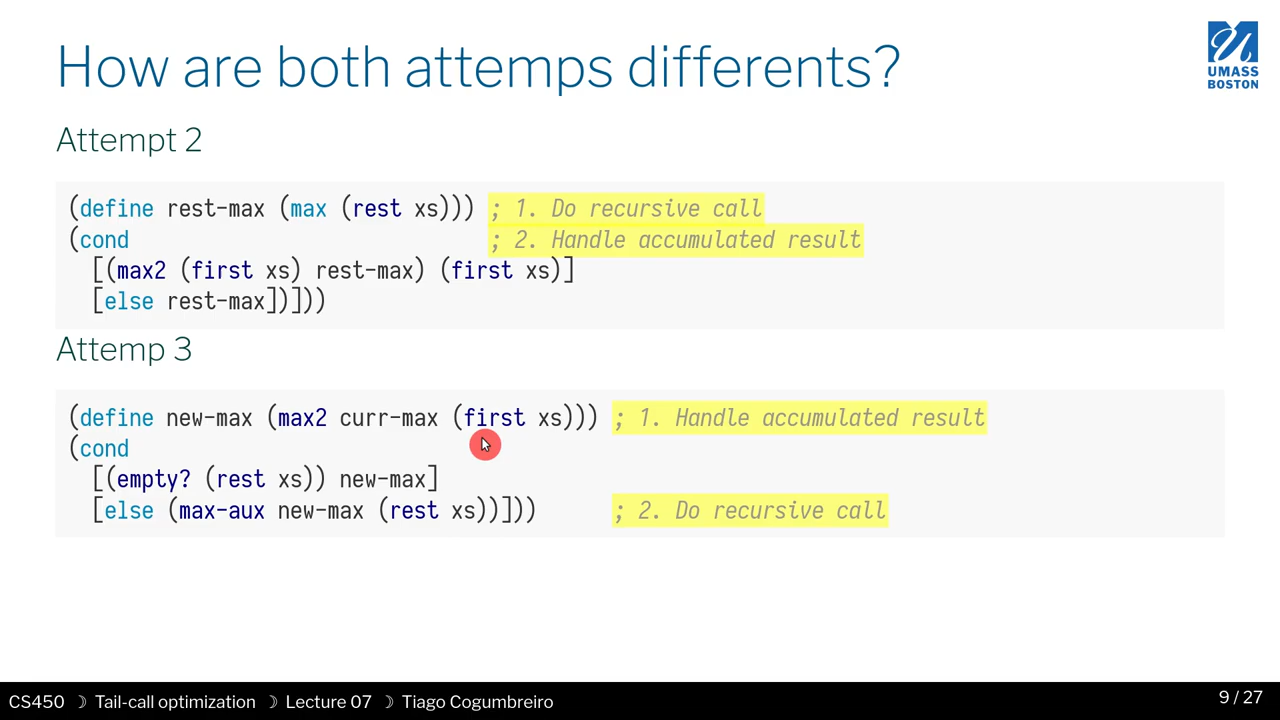 How are both attemps differents?
UMASS
BOSTON
Attempt 2
(define rest-max (max (rest xs))) ; 1. Do recursive call
(cond ; 2. Handle accumulated result
[(max2 (first xs) rest-max) (first xs)]
[else rest-max])]))
Attemp 3
(define new-max (max2 curr-max (first xs))) ; 1. Handle accumulated result
(cond
[(empty? (rest xs)) new-max]
[else (max-aux new-max (rest xs))]))  ; 2. Do recursive call
CS450 ☽ Tail-call optimization ☽ Lecture 07 ☽ Tiago Cogumbreiro
9 / 27